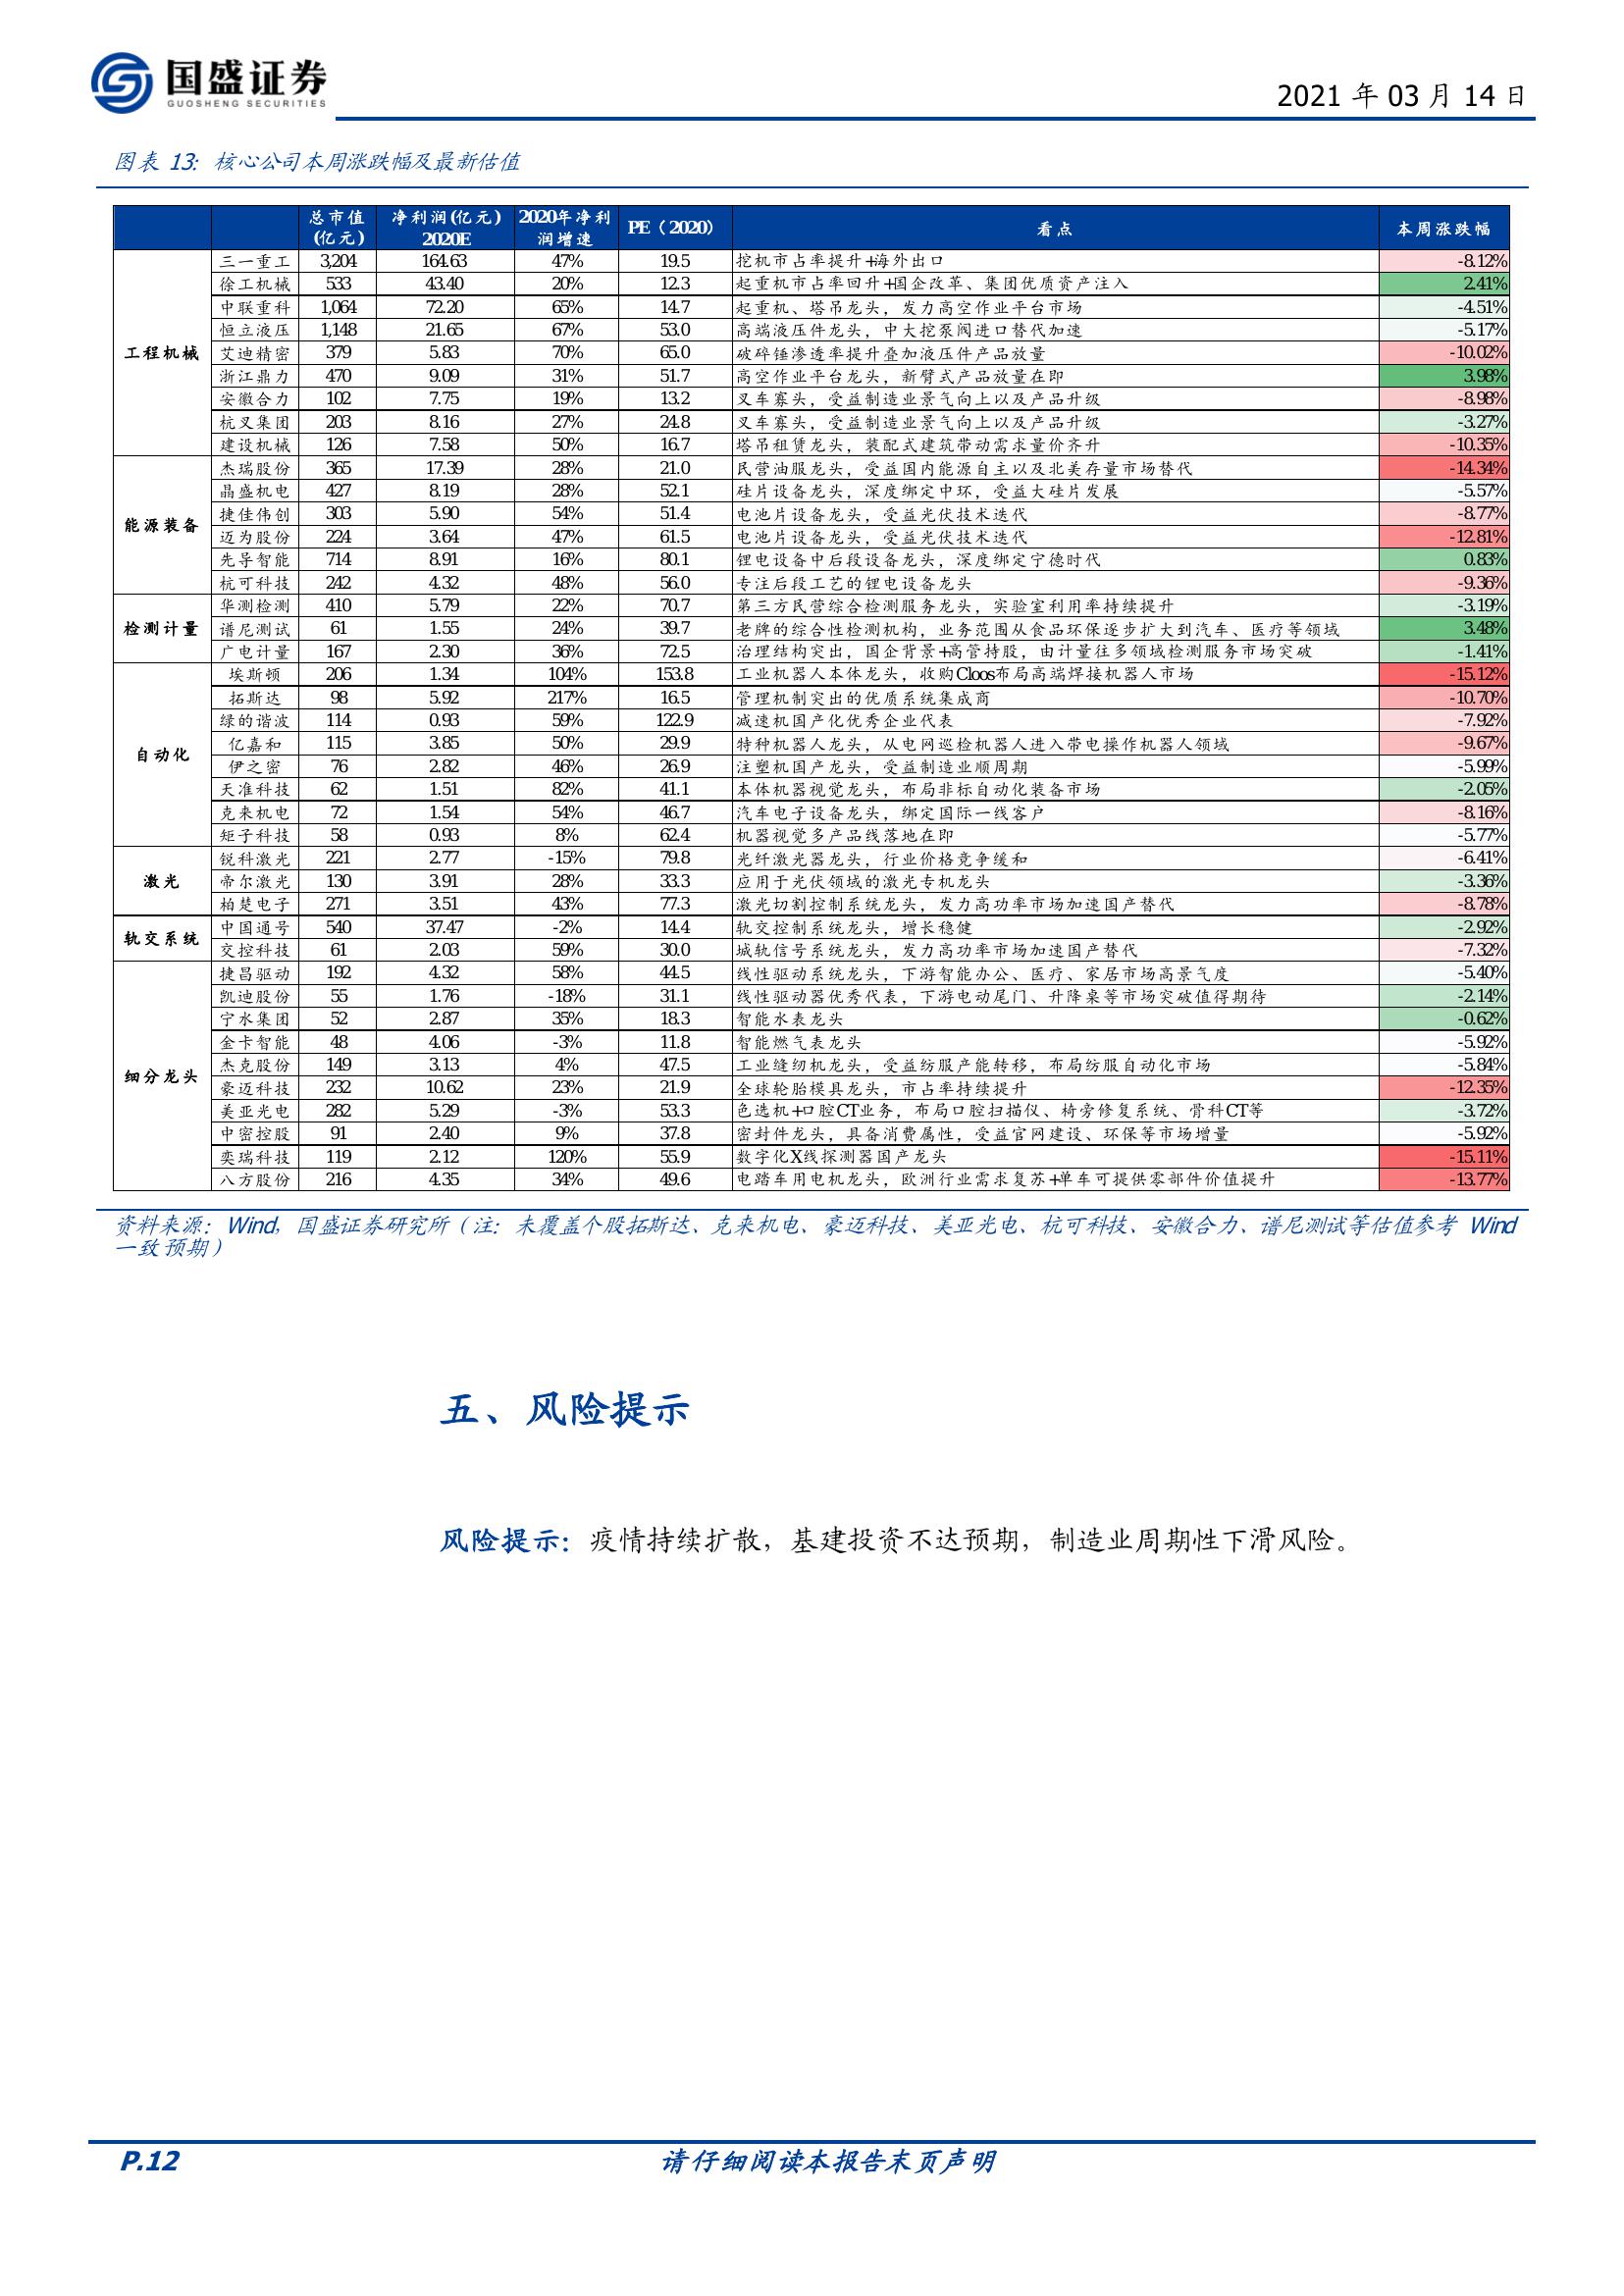 国盛证券
GUOSHENG SECURITIES
2021 年 03 月 14 日
图表 13：核心公司本周涨跌幅及最新估值
总市值(亿元) 净利润(亿元)2020E 2020年净利润增速 PE（2020） 看点 本周涨跌幅
工程机械
三一重工 3,204 164.63 47% 19.5 挖机市占率提升+海外出口 -8.12%
徐工机械 533 43.40 20% 12.3 起重机市占率回升+国企改革、集团优质资产注入 2.41%
中联重科 1,064 72.20 65% 14.7 起重机、塔吊龙头，发力高空作业平台市场 -4.51%
恒立液压 1,148 21.65 67% 53.0 高端液压件龙头，中大挖泵阀进口替代加速 -5.17%
艾迪精密 379 5.83 70% 65.0 破碎锤渗透率提升叠加液压件产品放量 -10.02%
浙江鼎力 470 9.09 31% 51.7 高空作业平台龙头，新臂式产品放量在即 3.98%
安徽合力 102 7.75 19% 13.2 叉车寡头，受益制造业景气向上以及产品升级 -8.98%
杭叉集团 203 8.16 27% 24.8 叉车寡头，受益制造业景气向上以及产品升级 -3.27%
建设机械 126 7.58 50% 16.7 塔吊租赁龙头，装配式建筑带动需求量价齐升 -10.35%
能源装备
杰瑞股份 365 17.39 28% 21.0 民营油服龙头，受益国内能源自主以及北美存量市场替代 -14.34%
晶盛机电 427 8.19 28% 52.1 硅片设备龙头，深度绑定中环，受益大硅片发展 -5.57%
捷佳伟创 303 5.90 54% 51.4 电池片设备龙头，受益光伏技术迭代 -8.77%
迈为股份 224 3.64 47% 61.5 电池片设备龙头，受益光伏技术迭代 -12.81%
先导智能 714 8.91 16% 80.1 锂电设备中后段设备龙头，深度绑定宁德时代 0.83%
杭可科技 242 4.32 48% 56.0 专注后段工艺的锂电设备龙头 -9.36%
检测计量
华测检测 410 5.79 22% 70.7 第三方民营综合检测服务龙头，实验室利用率持续提升 -3.19%
谱尼测试 61 1.55 24% 39.7 老牌的综合性检测机构，业务范围从食品环保逐步扩大到汽车、医疗等领域 3.48%
广电计量 167 2.30 36% 72.5 治理结构突出，国企背景+高管持股，由计量往多领域检测服务市场突破 -1.41%
自动化
埃斯顿 206 1.34 104% 153.8 工业机器人本体龙头，收购Cloos布局高端焊接机器人市场 -15.12%
拓斯达 98 5.92 217% 16.5 管理机制突出的优质系统集成商 -10.70%
绿的谐波 114 0.93 59% 122.9 减速机国产化优秀企业代表 -7.92%
亿嘉和 115 3.85 50% 29.9 特种机器人龙头，从电网巡检机器人进入带电操作机器人领域 -9.67%
伊之密 76 2.82 46% 26.9 注塑机国产龙头，受益制造业顺周期 -5.99%
天准科技 62 1.51 82% 41.1 本体机器视觉龙头，布局非标自动化装备市场 -2.05%
克来机电 72 1.54 54% 46.7 汽车电子设备龙头，绑定国际一线客户 -8.16%
矩子科技 58 0.93 8% 62.4 机器视觉多产品线落地在即 -5.77%
激光
锐科激光 221 2.77 -15% 79.8 光纤激光器龙头，行业价格竞争缓和 -6.41%
帝尔激光 130 3.91 28% 33.3 应用于光伏领域的激光专机龙头 -3.36%
柏楚电子 271 3.51 43% 77.3 激光切割控制系统龙头，发力高功率市场加速国产替代 -8.78%
轨交系统
中国通号 540 37.47 -2% 14.4 轨交控制系统龙头，增长稳健 -2.92%
交控科技 61 2.03 59% 30.0 城轨信号系统龙头，发力高功率市场加速国产替代 -7.32%
细分龙头
捷昌驱动 192 4.32 58% 44.5 线性驱动系统龙头，下游智能办公、医疗、家居市场高景气度 -5.40%
凯迪股份 55 1.76 -18% 31.1 线性驱动器优秀代表，下游电动尾门、升降桌等市场突破值得期待 -2.14%
宁水集团 52 2.87 35% 18.3 智能水表龙头 -0.62%
金卡智能 48 4.06 -3% 11.8 智能燃气表龙头 -5.92%
杰克股份 149 3.13 4% 47.5 工业缝纫机龙头，受益纺服产能转移，布局纺服自动化市场 -5.84%
豪迈科技 232 10.62 23% 21.9 全球轮胎模具龙头，市占率持续提升 -12.35%
美亚光电 282 5.29 -3% 53.3 色选机+口腔CT业务，布局口腔扫描仪、椅旁修复系统、骨科CT等 -3.72%
中密控股 91 2.40 9% 37.8 密封件龙头，具备消费属性，受益官网建设、环保等市场增量 -5.92%
奕瑞科技 119 2.12 120% 55.9 数字化X线探测器国产龙头 -15.11%
八方股份 216 4.35 34% 49.6 电踏车用电机龙头，欧洲行业需求复苏+单车可提供零部件价值提升 -13.77%
资料来源：Wind，国盛证券研究所（注：未覆盖个股拓斯达、克来机电、豪迈科技、美亚光电、杭可科技、安徽合力、谱尼测试等估值参考 Wind
一致预期）
五、风险提示
风险提示：疫情持续扩散，基建投资不达预期，制造业周期性下滑风险。
P.12
请仔细阅读本报告末页声明